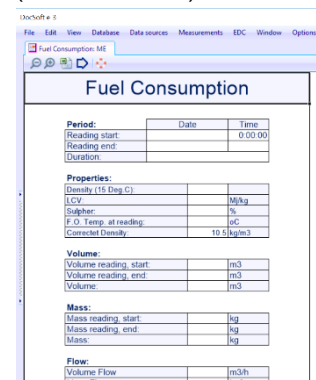 DocSoft e 3
File Edit View Database Data sources Measurements EDC Window Options
Fuel Consumption: ME
Fuel Consumption
Period: Date Time
Reading start: 0:00:00
Reading end:
Duration:
Properties:
Density (15 Deg.C):
LCV: Mj/kg
Sulpher: %
F.O. Temp. at reading: oC
Correctet Density: 10.5 kg/m3
Volume:
Volume reading, start: m3
Volume reading, end: m3
Volume: m3
Mass:
Mass reading, start: kg
Mass reading, end: kg
Mass: kg
Flow:
Volume Flow m3/h